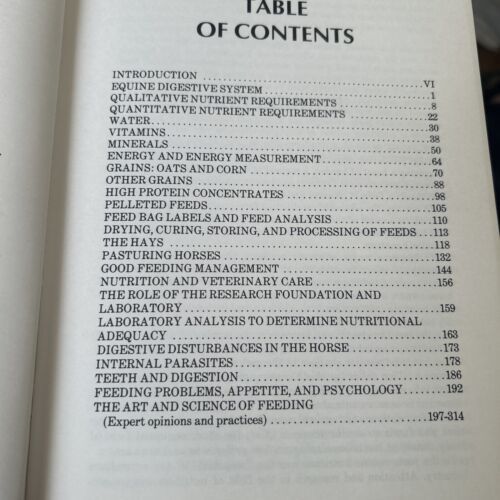 TABLE
OF CONTENTS
INTRODUCTION ........................................ VI
EQUINE DIGESTIVE SYSTEM ........................................ 1
QUALITATIVE NUTRIENT REQUIREMENTS .................... 8
QUANTITATIVE NUTRIENT REQUIREMENTS .................... 22
WATER ........................................ 30
VITAMINS ........................................ 38
MINERALS ........................................ 50
ENERGY AND ENERGY MEASUREMENT .................... 64
GRAINS: OATS AND CORN .............................. 70
OTHER GRAINS ........................................ 88
HIGH PROTEIN CONCENTRATES .............................. 98
PELLETED FEEDS ........................................ 105
FEED BAG LABELS AND FEED ANALYSIS .................... 110
DRYING, CURING, STORING, AND PROCESSING OF FEEDS ... 113
THE HAYS ........................................ 118
PASTURING HORSES ........................................ 132
GOOD FEEDING MANAGEMENT .............................. 144
NUTRITION AND VETERINARY CARE .................... 156
THE ROLE OF THE RESEARCH FOUNDATION AND
LABORATORY ........................................ 159
LABORATORY ANALYSIS TO DETERMINE NUTRITIONAL
ADEQUACY ........................................ 163
DIGESTIVE DISTURBANCES IN THE HORSE .................... 173
INTERNAL PARASITES ........................................ 178
TEETH AND DIGESTION .............................. 186
FEEDING PROBLEMS, APPETITE, AND PSYCHOLOGY ........ 192
THE ART AND SCIENCE OF FEEDING
(Expert opinions and practices) .............................. 197-314